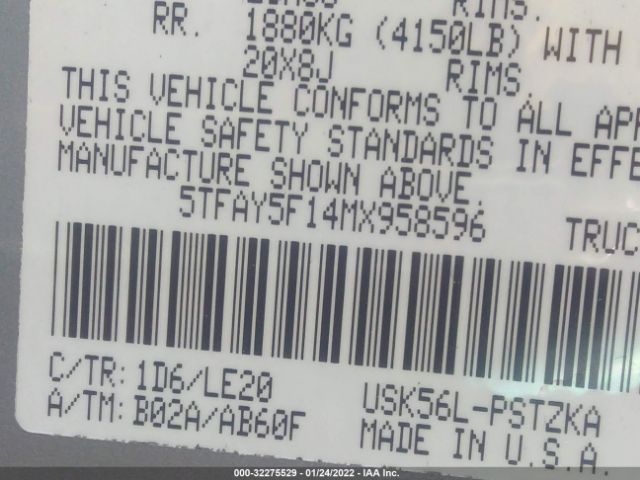 RIMS.
RR. 1880KG (4150LB) WITH
20X8J RIMS
THIS VEHICLE CONFORMS TO ALL
VEHICLE SAFETY STANDARDS IN
MANUFACTURE SHOWN ABOVE.
5TFAY5F14MX958596
C/TR: 1D6/LE20
A/TM: B02A/AB60F
USK56L-PSTZKA
MADE IN U.S.A.
000-32275529 - 01/24/2022 - IAA Inc.